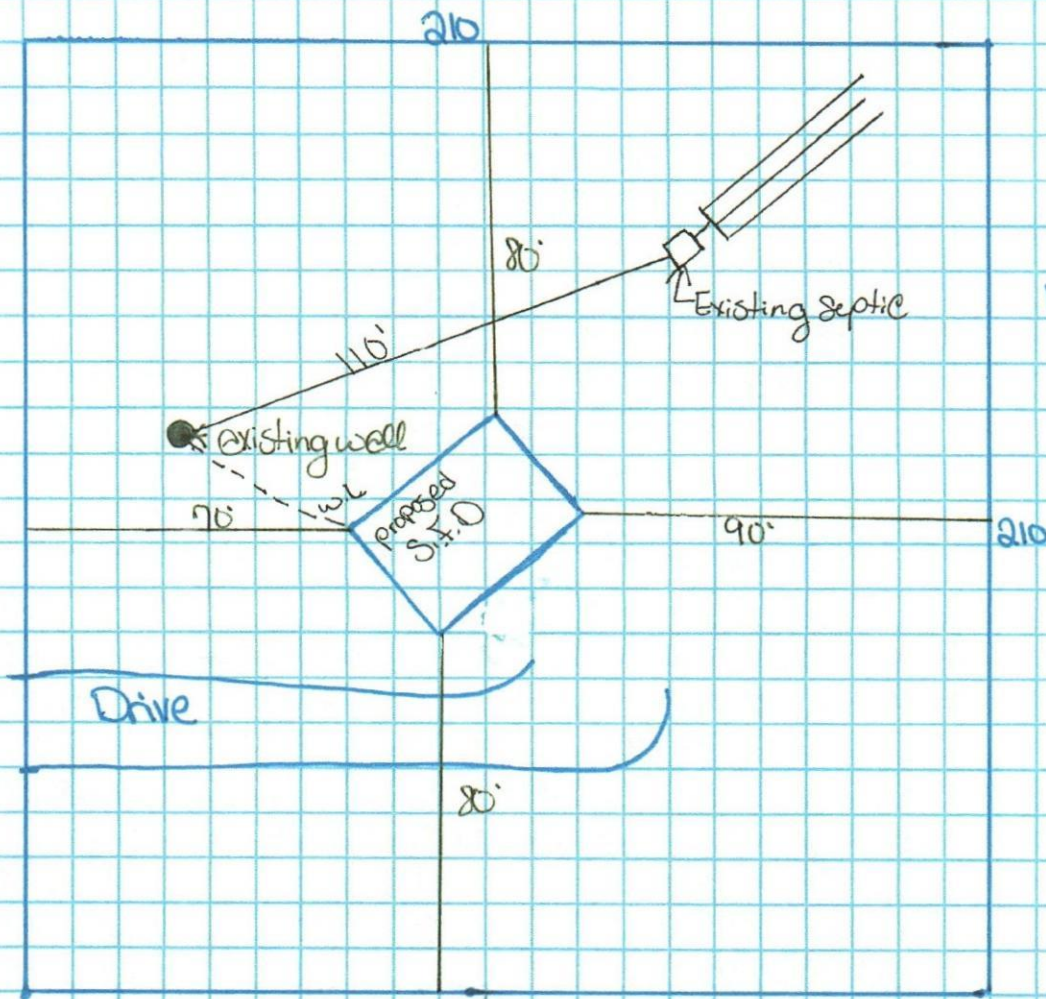 210
80'
Existing Septic
110'
existing well
W.L
70'
proposed
S.F.D
90'
210
Drive
80'